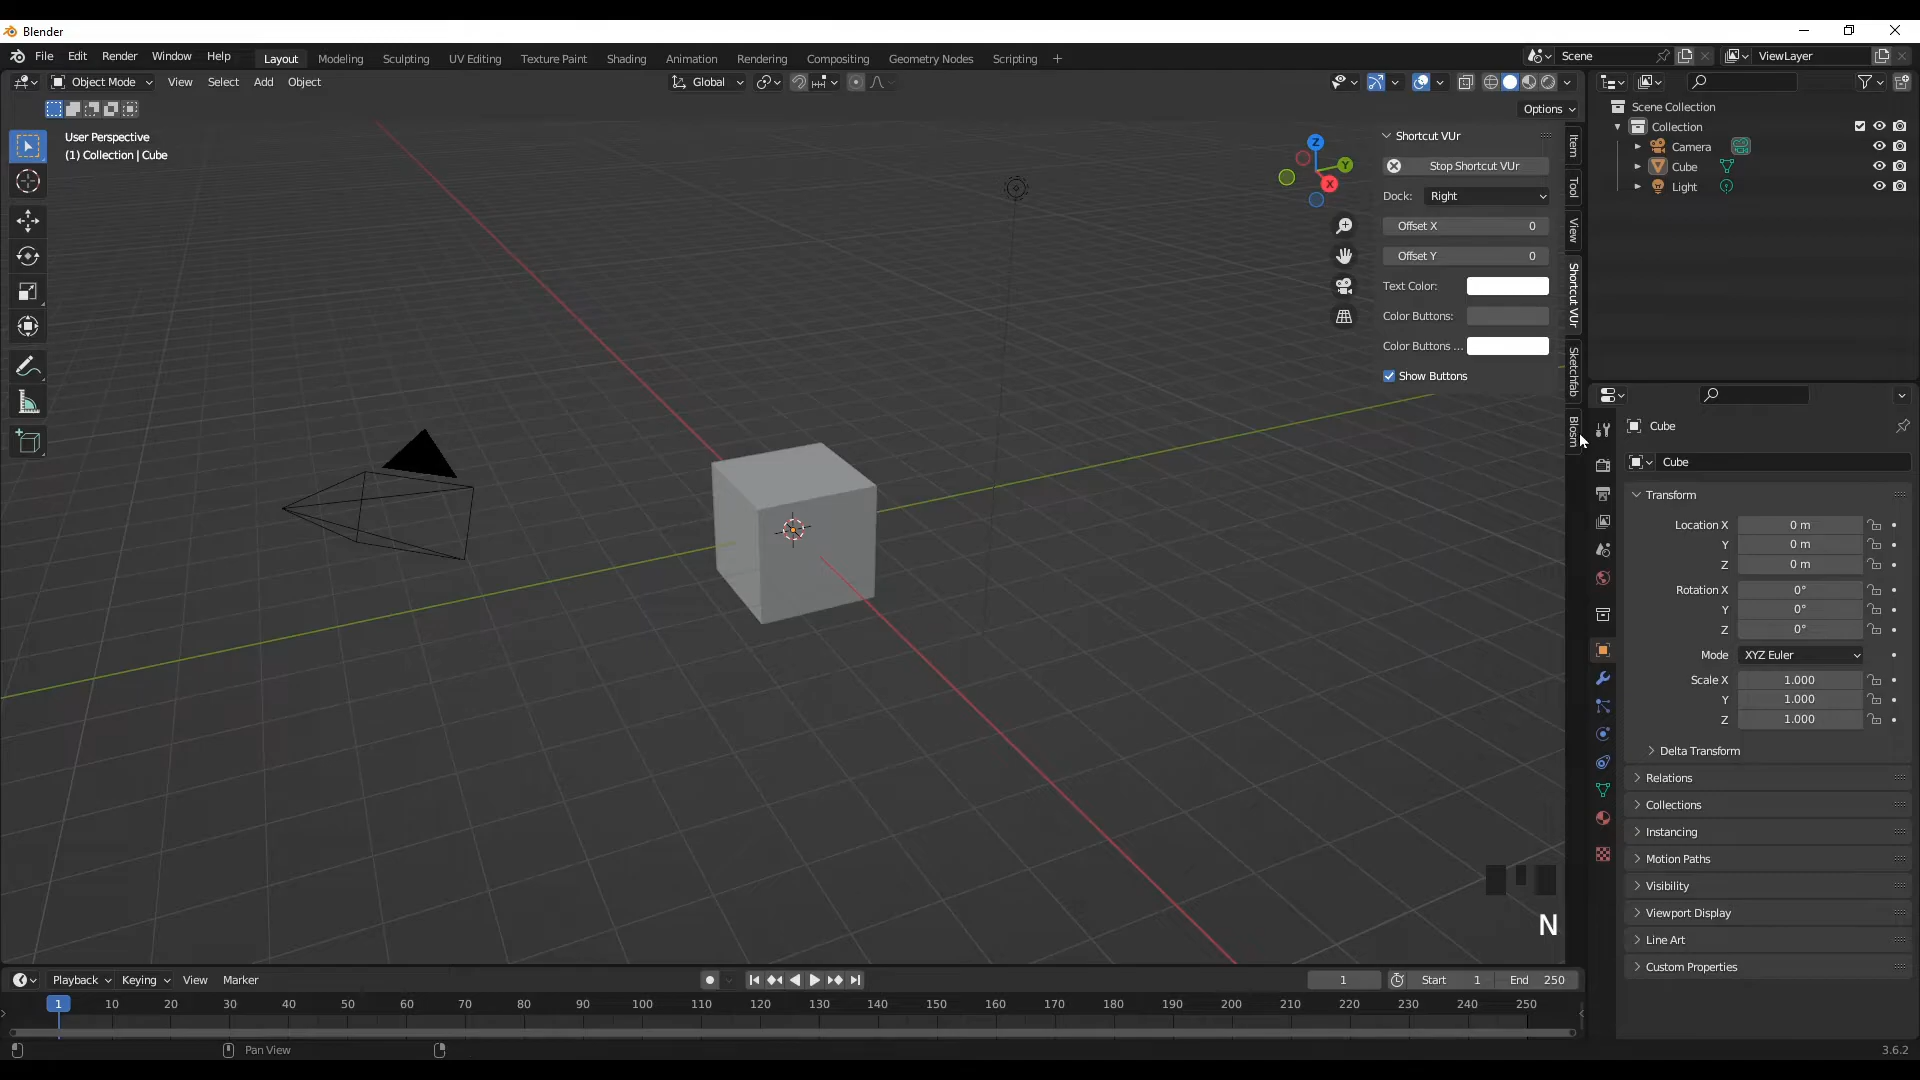 Blender
File Edit Render Window Help Layout Modeling Sculpting UV Editing Texture Paint Shading Animation Rendering Compositing Geometry Nodes Scripting + Scene ViewLayer
Object Mode View Select Add Object Global
Options
User Perspective
(1) Collection | Cube
Z
Y
X
Shortcut VUr
Stop Shortcut VUr
Dock: Right
Offset X 0
Offset Y 0
Text Color:
Color Buttons:
Color Buttons ...
Show Buttons
Item
Tool
View
Shortcut VUr
Sketchfab
Blosm
Scene Collection
Collection
Camera
Cube
Light
Cube
Cube
Transform
Location X 0 m
Y 0 m
Z 0 m
Rotation X 0°
Y 0°
Z 0°
Mode XYZ Euler
Scale X 1.000
Y 1.000
Z 1.000
Delta Transform
Relations
Collections
Instancing
Motion Paths
Visibility
Viewport Display
Line Art
Custom Properties
N
Playback Keying View Marker 1 Start 1 End 250
1 10 20 30 40 50 60 70 80 90 100 110 120 130 140 150 160 170 180 190 200 210 220 230 240 250
Pan View 3.6.2